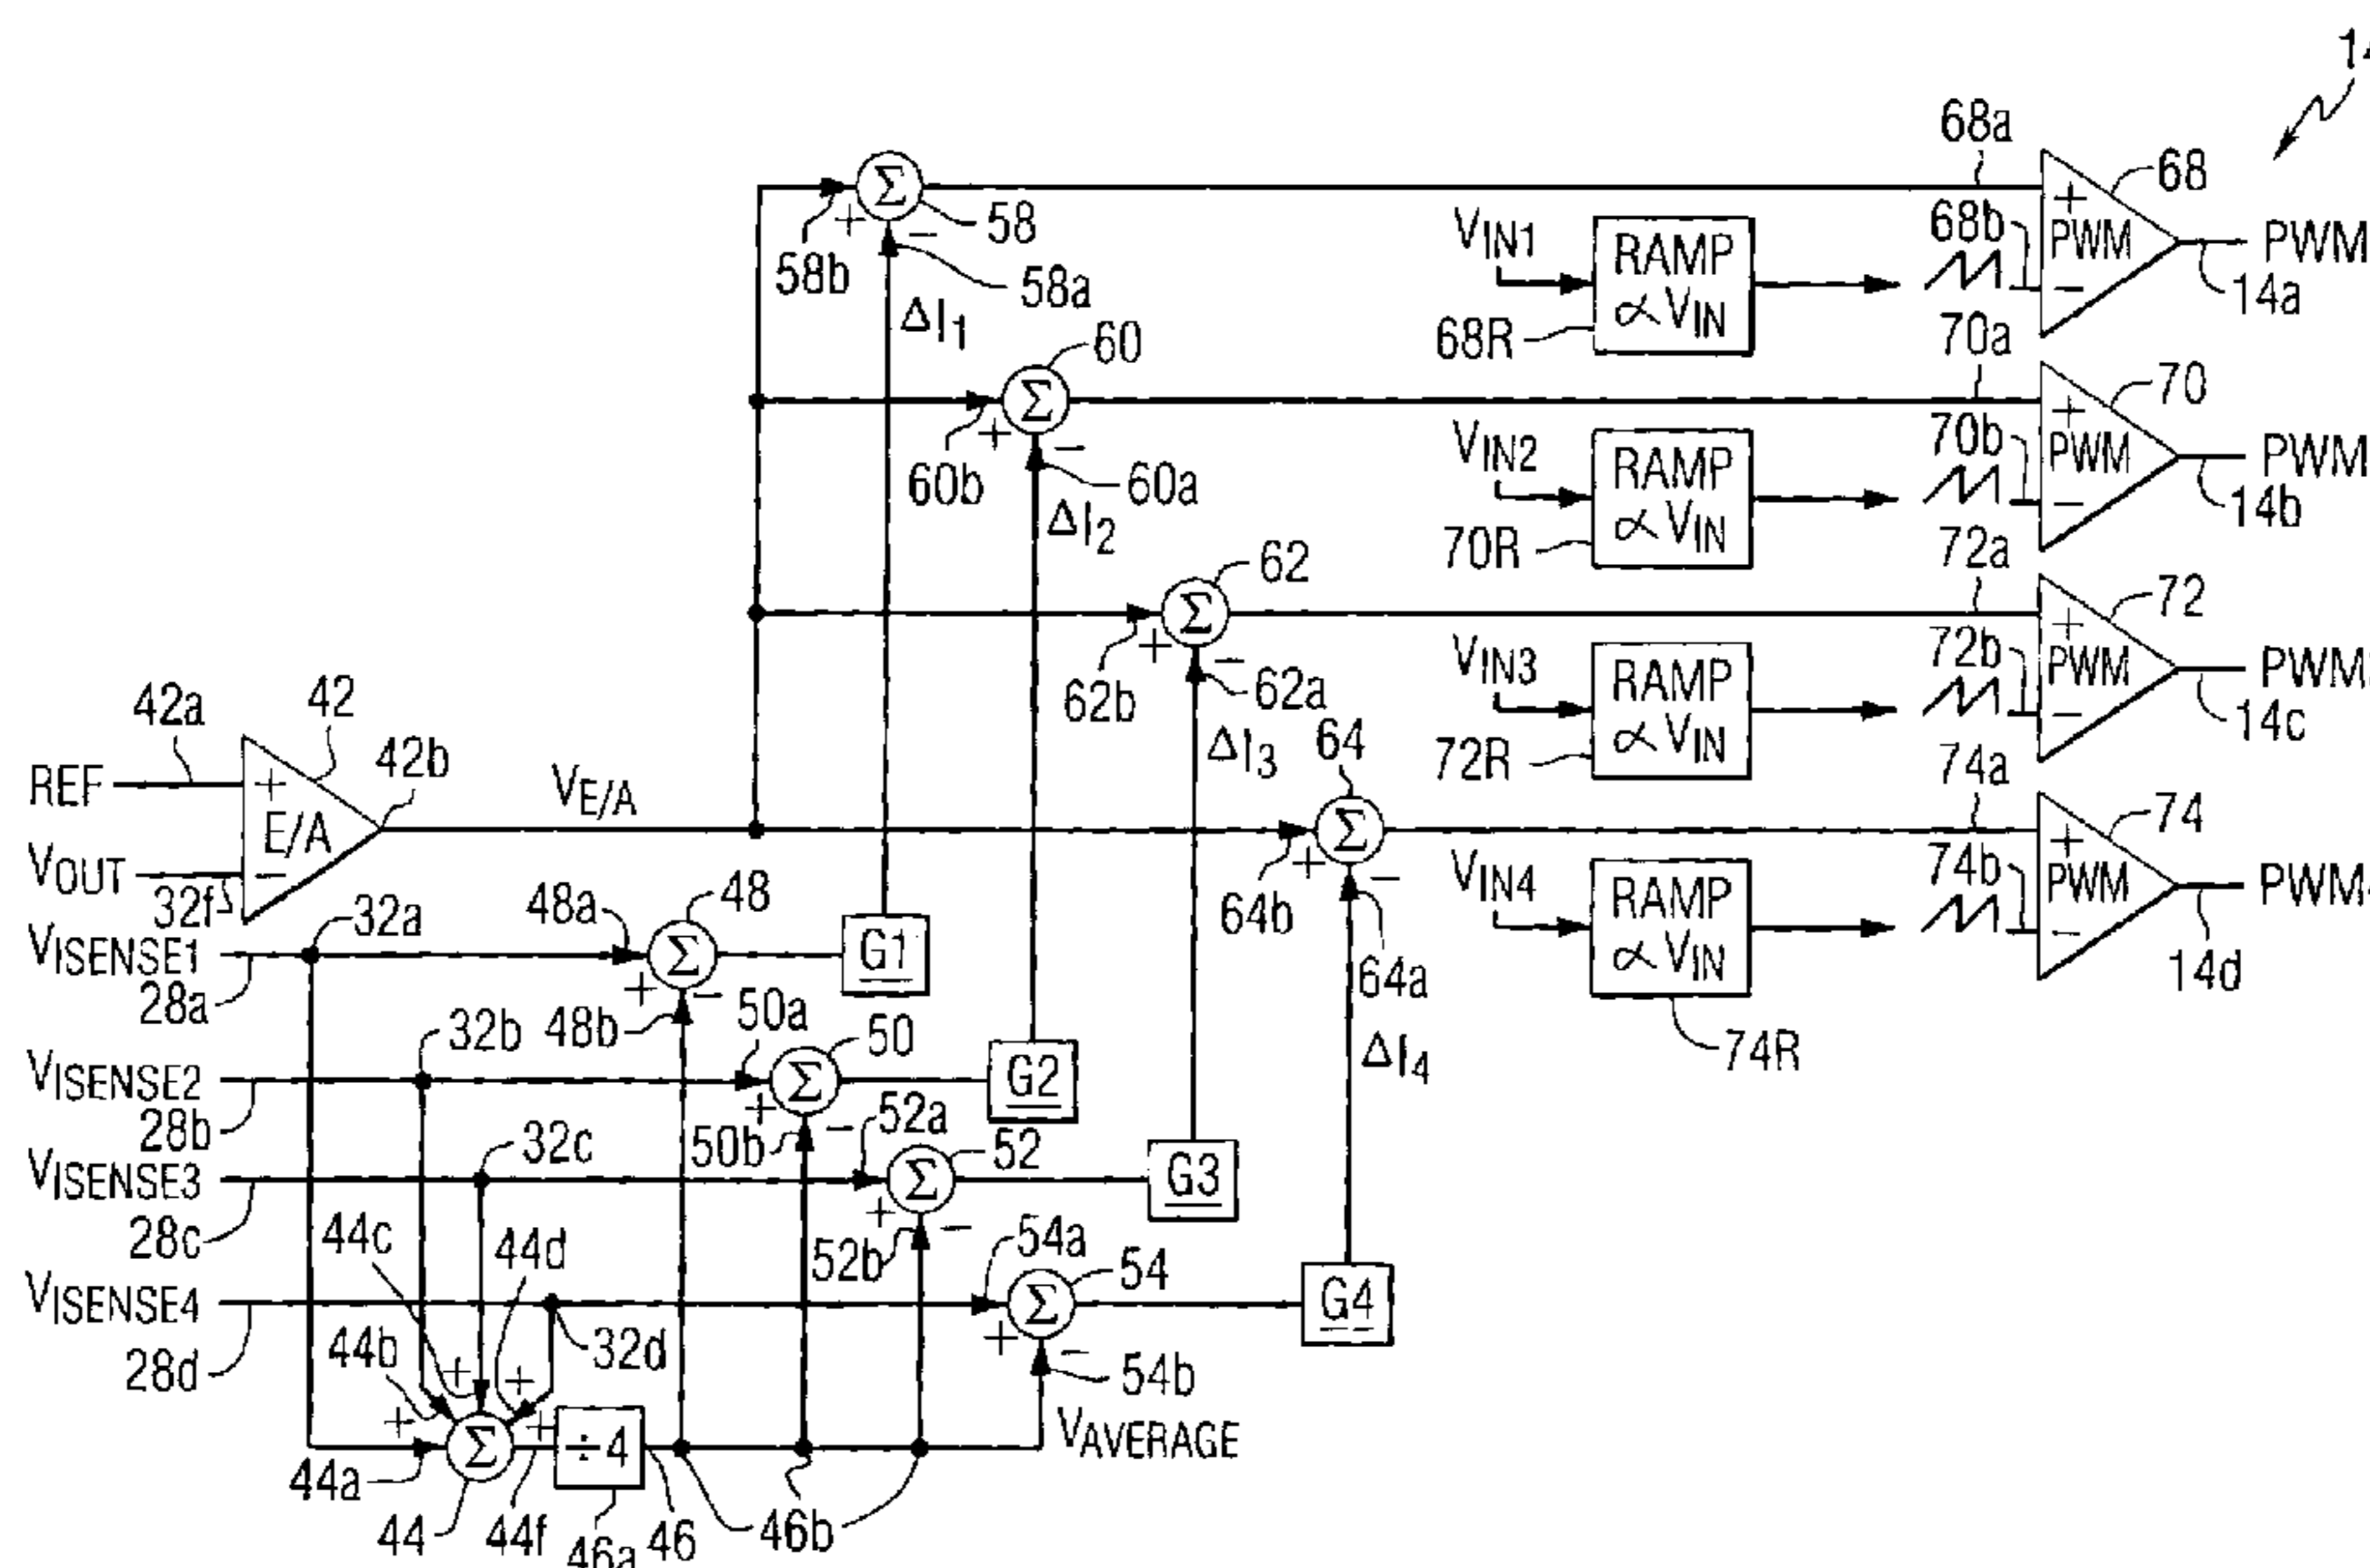 14
68a
68
Σ
+
PWM
−
68b
58b
+
−
58
58a
ΔI1
VIN1
RAMP
∝ VIN
68R
14a
PWM
60
70a
70
Σ
+
PWM
−
70b
60b
+
−
60a
ΔI2
VIN2
RAMP
∝ VIN
70R
14b
PWM
62
72a
72
Σ
+
PWM
−
72b
62b
+
−
62a
ΔI3
VIN3
RAMP
∝ VIN
72R
14c
PWM
64
74a
74
Σ
+
PWM
−
74b
64b
+
−
64a
ΔI4
VIN4
RAMP
∝ VIN
74R
14d
PWM
42a
42
42b
REF
+
E/A
−
VE/A
VOUT
32f
32a
48a
48
VISENSE1
28a
Σ
+
−
48b
G1
32b
50a
50
VISENSE2
28b
Σ
+
−
50b
G2
32c
52a
52
VISENSE3
28c
Σ
+
−
52b
G3
44c
44d
54a
54
VISENSE4
28d
32d
Σ
+
−
54b
G4
44b
+
+
+
+
44a
Σ
÷4
VAVERAGE
44
44f
46a
46
46b